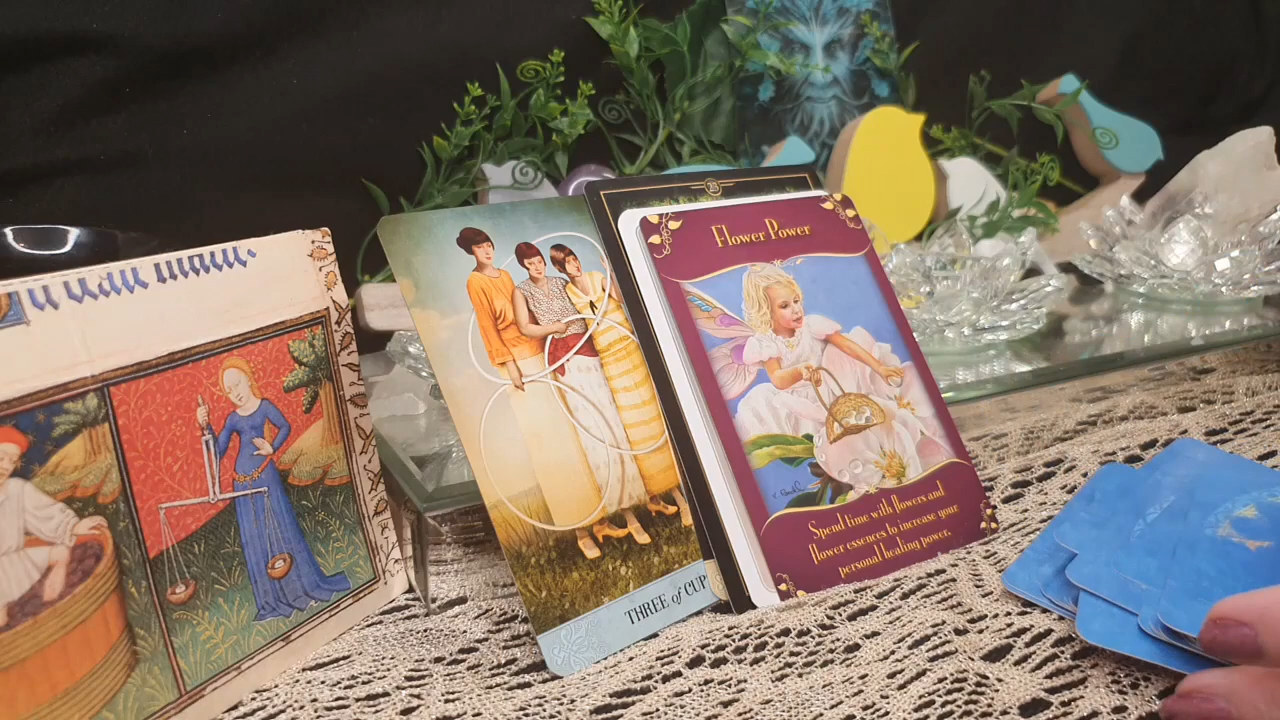 THREE of CUP
Flower Power
Spend time with flowers and
flower essences to increase your
personal healing power.